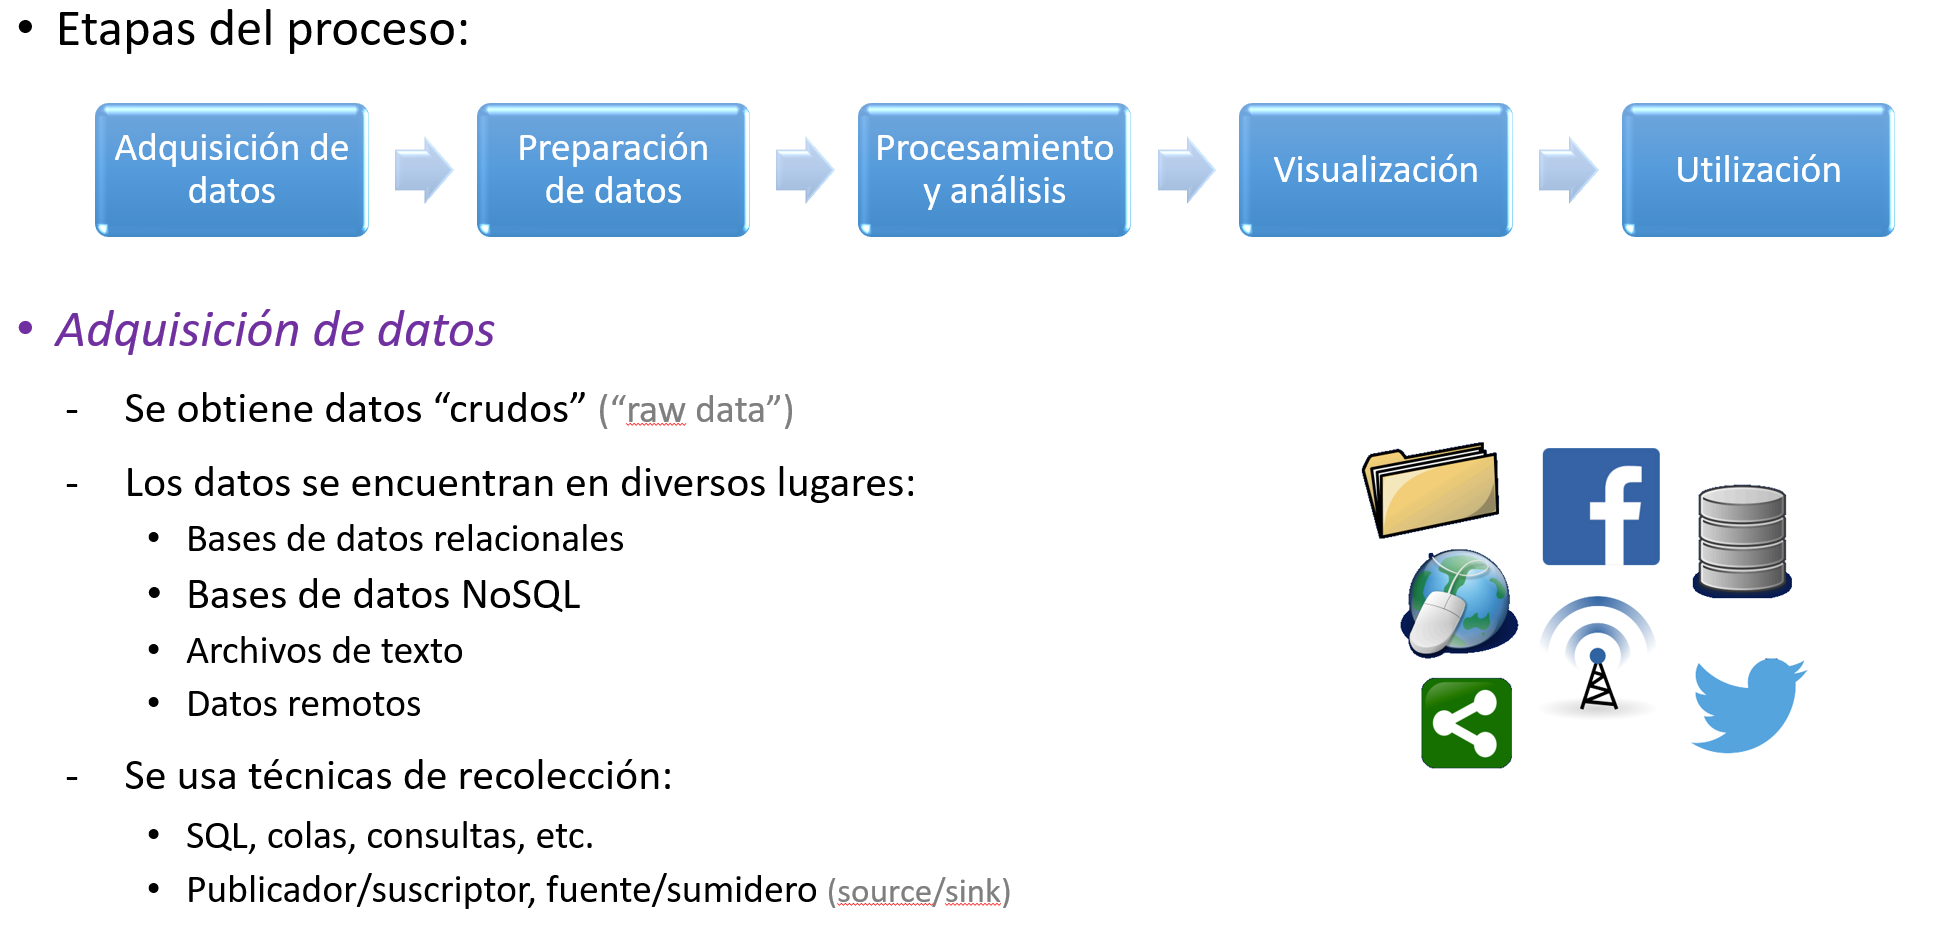 • Etapas del proceso:
Adquisición de
datos
Preparación
de datos
Procesamiento
y análisis
Visualización
Utilización
• Adquisición de datos
- Se obtiene datos “crudos” (“raw data”)
- Los datos se encuentran en diversos lugares:
• Bases de datos relacionales
• Bases de datos NoSQL
• Archivos de texto
• Datos remotos
- Se usa técnicas de recolección:
• SQL, colas, consultas, etc.
• Publicador/suscriptor, fuente/sumidero (source/sink)